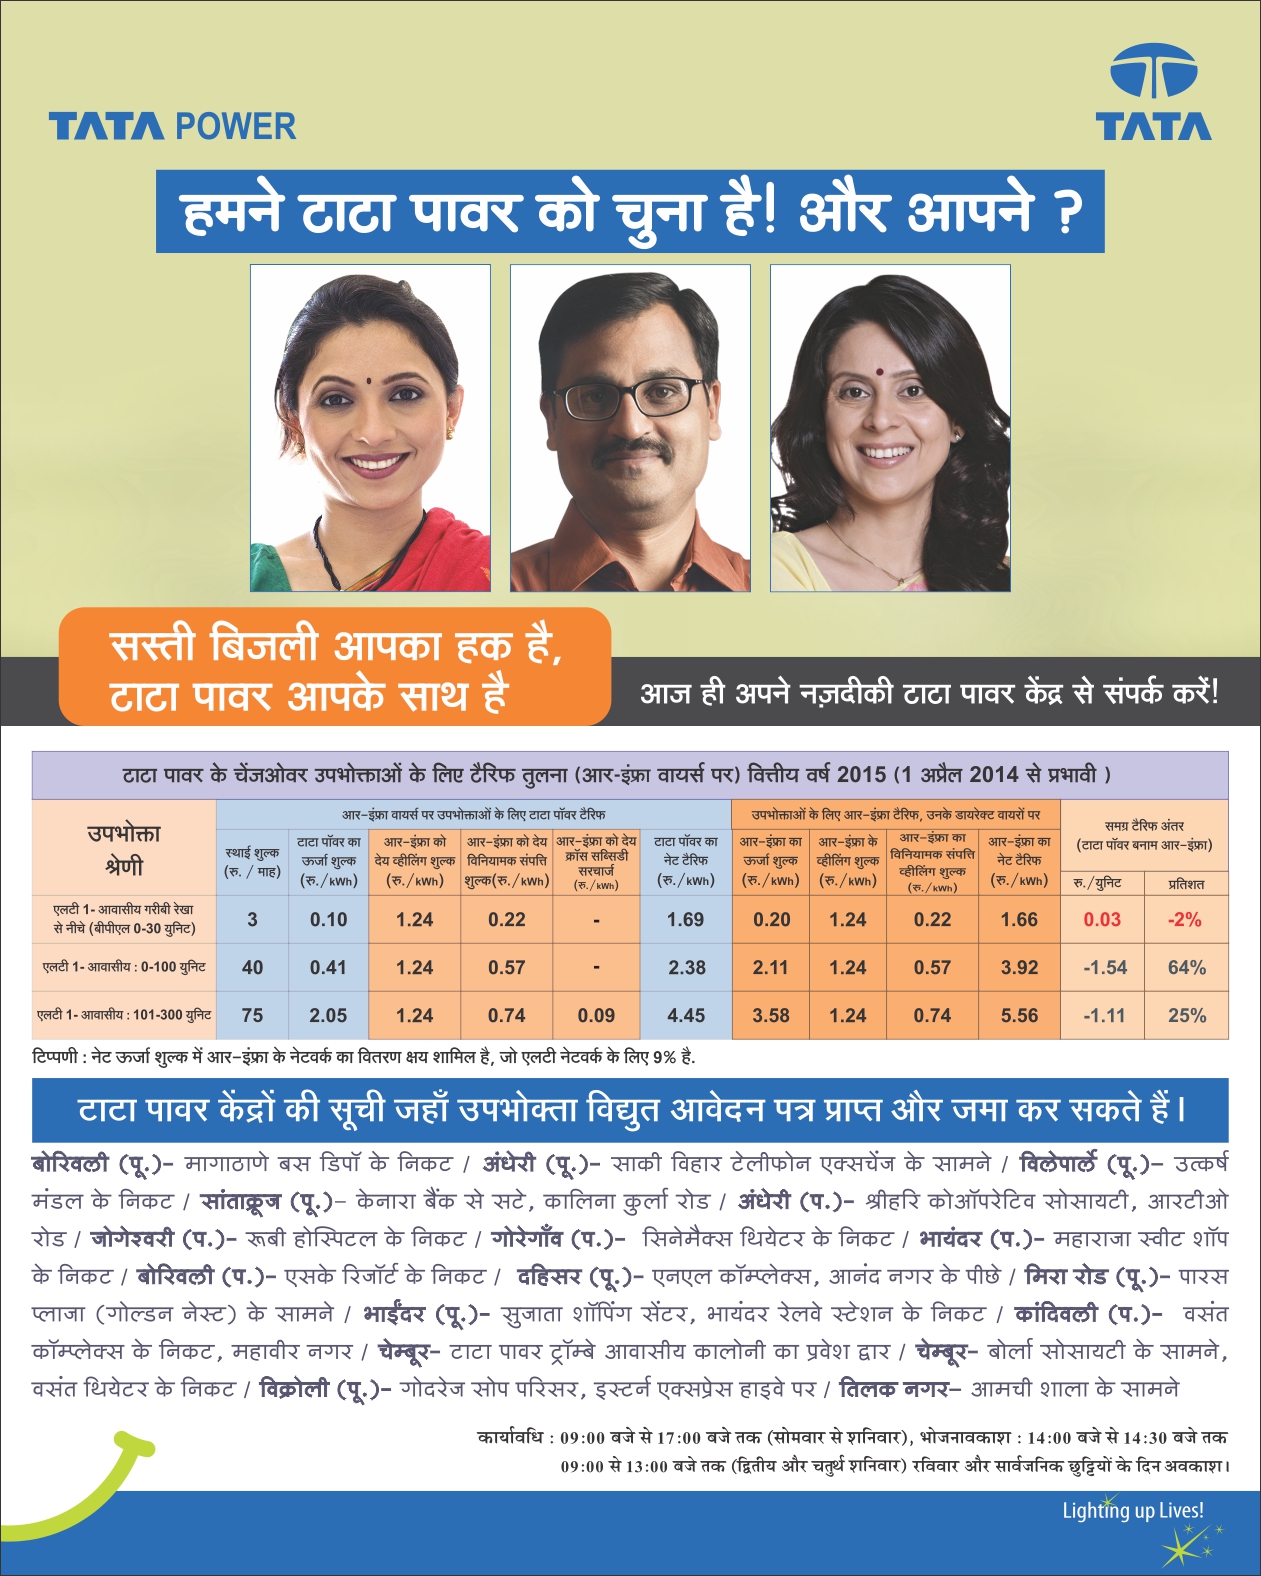 TATA POWER
TATA
हमने टाटा पावर को चुना है! और आपने ?
सस्ती बिजली आपका हक है,
टाटा पावर आपके साथ है
आज ही अपने नज़दीकी टाटा पावर केंद्र से संपर्क करें!
टाटा पावर के चेंजओवर उपभोक्ताओं के लिए टैरिफ तुलना (आर-इंफ्रा वायर्स पर) वित्तीय वर्ष 2015 (1 अप्रैल 2014 से प्रभावी )
उपभोक्ता
श्रेणी
आर-इंफ्रा वायर्स पर उपभोक्ताओं के लिए टाटा पॉवर टैरिफ
उपभोक्ताओं के लिए आर-इंफ्रा टैरिफ, उनके डायरेक्ट वायरों पर
समग्र टैरिफ अंतर
(टाटा पॉवर बनाम आर-इंफ्रा)
स्थाई शुल्क
(रु. / माह)
टाटा पॉवर का
ऊर्जा शुल्क
(रु./kWh)
आर-इंफ्रा को
देय व्हीलिंग शुल्क
(रु./kWh)
आर-इंफ्रा को देय
विनियामक संपत्ति
शुल्क(रु./kWh)
आर-इंफ्रा को देय
क्रॉस सब्सिडी
सरचार्ज
(रु./kWh)
टाटा पॉवर का
नेट टैरिफ
(रु./kWh)
आर-इंफ्रा का
ऊर्जा शुल्क
(रु./kWh)
आर-इंफ्रा के
व्हीलिंग शुल्क
(रु./kWh)
आर-इंफ्रा का
विनियामक संपत्ति
व्हीलिंग शुल्क
(रु./kWh)
आर-इंफ्रा का
नेट टैरिफ
(रु./kWh)
रु./युनिट
प्रतिशत
एलटी 1- आवासीय गरीबी रेखा
से नीचे (बीपीएल 0-30 युनिट)
3 0.10 1.24 0.22 - 1.69 0.20 1.24 0.22 1.66 0.03 -2%
एलटी 1- आवासीय : 0-100 युनिट 40 0.41 1.24 0.57 - 2.38 2.11 1.24 0.57 3.92 -1.54 64%
एलटी 1- आवासीय : 101-300 युनिट 75 2.05 1.24 0.74 0.09 4.45 3.58 1.24 0.74 5.56 -1.11 25%
टिप्पणी : नेट ऊर्जा शुल्क में आर-इंफ्रा के नेटवर्क का वितरण क्षय शामिल है, जो एलटी नेटवर्क के लिए 9% है.
टाटा पावर केंद्रों की सूची जहाँ उपभोक्ता विद्युत आवेदन पत्र प्राप्त और जमा कर सकते हैं।
बोरिवली (पू.)- मागाठाणे बस डिपॉ के निकट / अंधेरी (पू.)- साकी विहार टेलीफोन एक्सचेंज के सामने / विलेपार्ले (पू.)- उत्कर्ष
मंडल के निकट / सांताक्रूज (पू.)- केनारा बैंक से सटे, कालिना कुर्ला रोड / अंधेरी (प.)- श्रीहरि कोऑपरेटिव सोसायटी, आरटीओ
रोड / जोगेश्वरी (प.)- रूबी होस्पिटल के निकट / गोरेगाँव (प.)- सिनेमैक्स थियेटर के निकट / भायंदर (प.)- महाराजा स्वीट शॉप
के निकट / बोरिवली (प.)- एसके रिजॉर्ट के निकट / दहिसर (पू.)- एनएल कॉम्प्लेक्स, आनंद नगर के पीछे / मिरा रोड (पू.)- पारस
प्लाजा (गोल्डन नेस्ट) के सामने / भाईंदर (पू.)- सुजाता शॉपिंग सेंटर, भायंदर रेलवे स्टेशन के निकट / कांदिवली (प.)- वसंत
कॉम्प्लेक्स के निकट, महावीर नगर / चेम्बूर- टाटा पावर ट्रॉम्बे आवासीय कालोनी का प्रवेश द्वार / चेम्बूर- बोर्ला सोसायटी के सामने,
वसंत थियेटर के निकट / विक्रोली (पू.)- गोदरेज सोप परिसर, इस्टर्न एक्सप्रेस हाइवे पर / तिलक नगर- आमची शाला के सामने
कार्यावधि : 09:00 बजे से 17:00 बजे तक (सोमवार से शनिवार), भोजनावकाश : 14:00 बजे से 14:30 बजे तक
09:00 से 13:00 बजे तक (द्वितीय और चतुर्थ शनिवार) रविवार और सार्वजनिक छुट्टियों के दिन अवकाश।
Lighting up Lives!